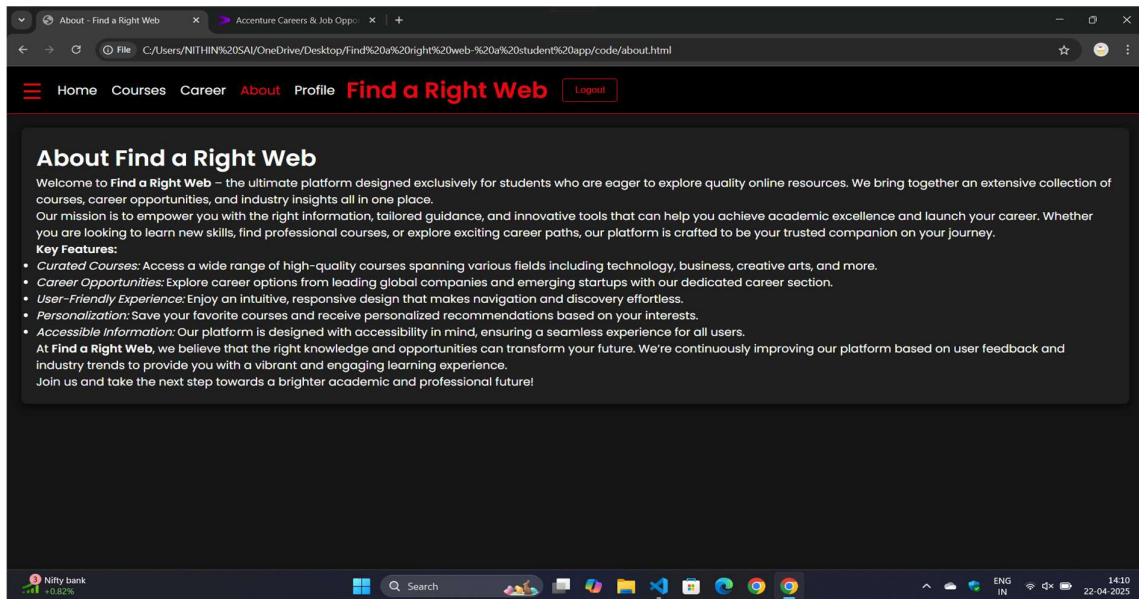 About - Find a Right Web
Accenture Careers & Job Oppo
File C:/Users/NITHIN%20SAI/OneDrive/Desktop/Find%20a%20right%20web-%20a%20student%20app/code/about.html
Home Courses Career About Profile Find a Right Web Logout
About Find a Right Web
Welcome to Find a Right Web – the ultimate platform designed exclusively for students who are eager to explore quality online resources. We bring together an extensive collection of
courses, career opportunities, and industry insights all in one place.
Our mission is to empower you with the right information, tailored guidance, and innovative tools that can help you achieve academic excellence and launch your career. Whether
you are looking to learn new skills, find professional courses, or explore exciting career paths, our platform is crafted to be your trusted companion on your journey.
Key Features:
• Curated Courses: Access a wide range of high-quality courses spanning various fields including technology, business, creative arts, and more.
• Career Opportunities: Explore career options from leading global companies and emerging startups with our dedicated career section.
• User-Friendly Experience: Enjoy an intuitive, responsive design that makes navigation and discovery effortless.
• Personalization: Save your favorite courses and receive personalized recommendations based on your interests.
• Accessible Information: Our platform is designed with accessibility in mind, ensuring a seamless experience for all users.
At Find a Right Web, we believe that the right knowledge and opportunities can transform your future. We're continuously improving our platform based on user feedback and
industry trends to provide you with a vibrant and engaging learning experience.
Join us and take the next step towards a brighter academic and professional future!
3
Nifty bank
+0.82%
Search
ENG
IN
14:10
22-04-2025